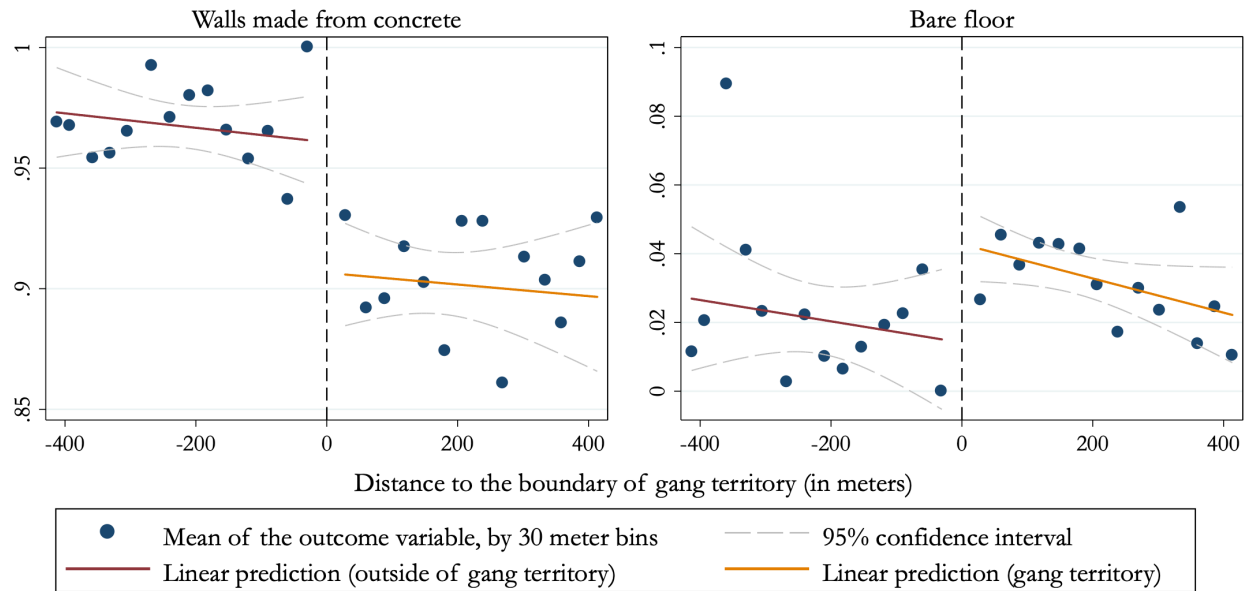 Walls made from concrete
Bare floor
1
.95
.9
.85
-400 -200 0 200 400
.1
.08
.06
.04
.02
0
-400 -200 0 200 400
Distance to the boundary of gang territory (in meters)
Mean of the outcome variable, by 30 meter bins
95% confidence interval
Linear prediction (outside of gang territory)
Linear prediction (gang territory)